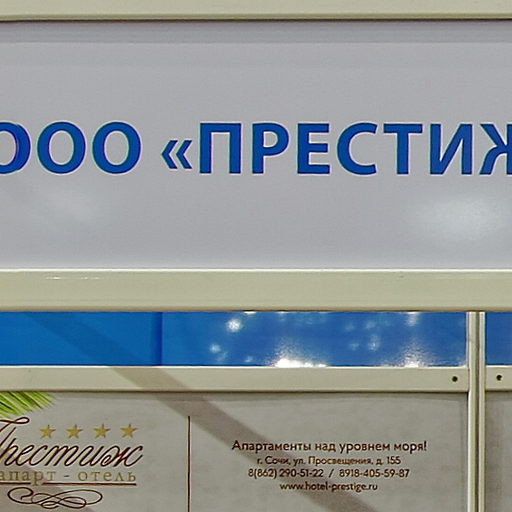 ООО «ПРЕСТИЖ
Престиж
апарт - отель
Апартаменты над уровнем моря!
г. Сочи, ул. Просвещения, д. 155
8(862) 290-51-22 / 8918-405-59-87
www.hotel-prestige.ru